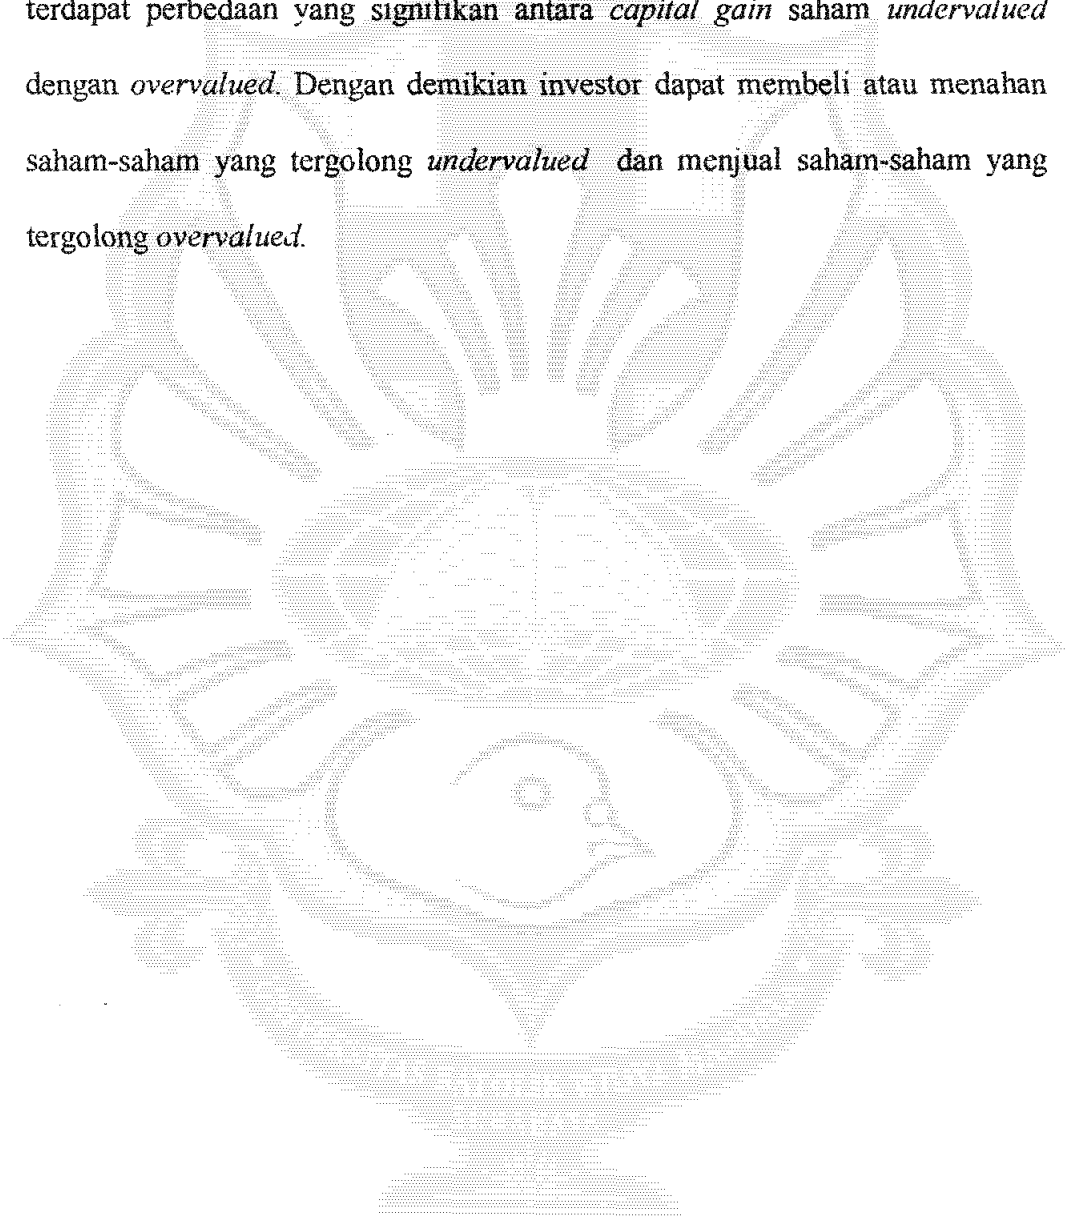 terdapat perbedaan yang signifikan antara capital gain saham undervalued
dengan overvalued. Dengan demikian investor dapat membeli atau menahan
saham-saham yang tergolong undervalued dan menjual saham-saham yang
tergolong overvalued.